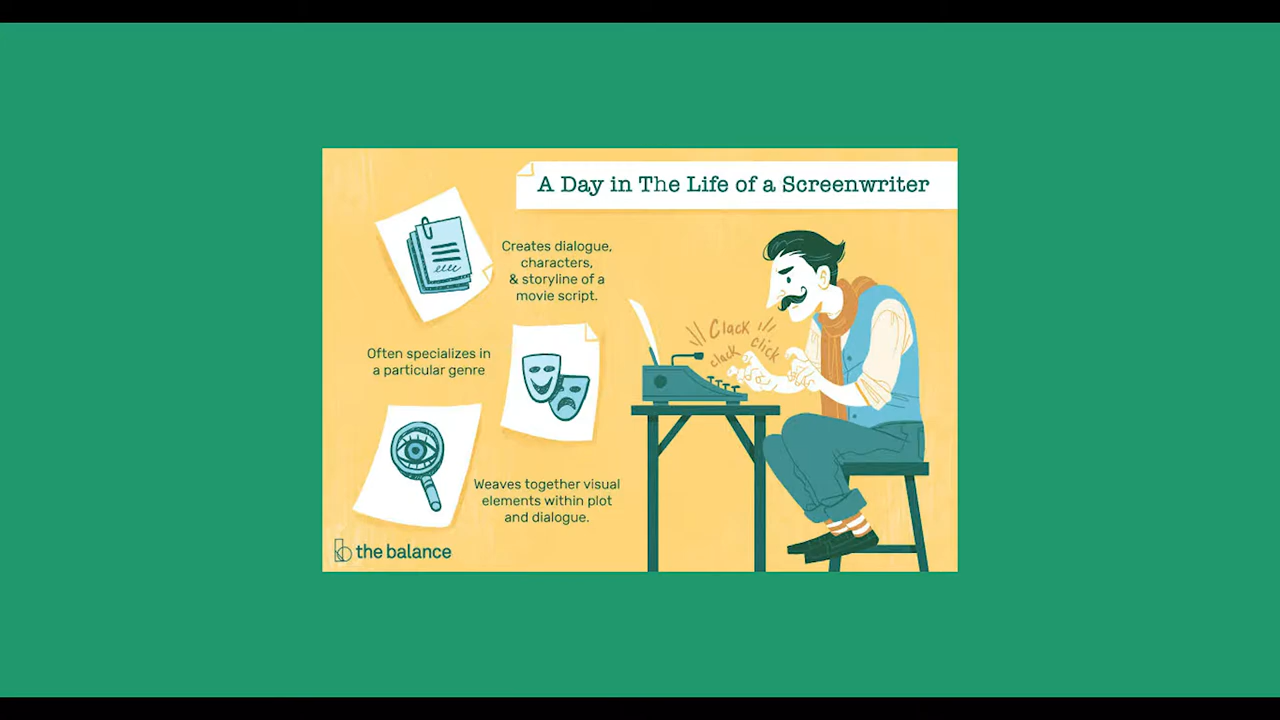 A Day in The Life of a Screenwriter
Creates dialogue,
characters,
& storyline of a
movie script.
Clack
clack
click
Often specializes in
a particular genre
Weaves together visual
elements within plot
and dialogue.
the balance